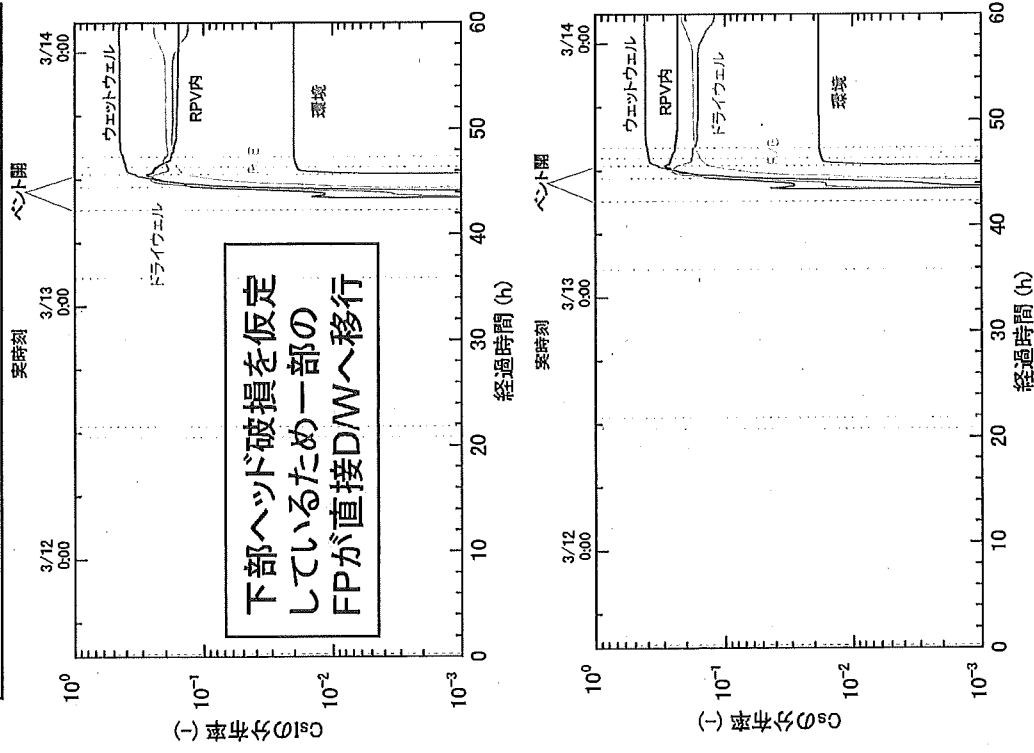 実時刻
ベント開
3/12
0:00
3/13
0:00
3/14
0:00
ウェットウェル
RPV内
ドライウェル
環境
下部ヘッド破損を仮定
しているため一部の
FPが直接D/Wへ移行
CsIの分布率 (-)
10⁰
10⁻¹
10⁻²
10⁻³
0
10
20
30
40
50
60
経過時間 (h)
実時刻
ベント開
3/12
0:00
3/13
0:00
3/14
0:00
ウェットウェル
RPV内
ドライウェル
R/B
環境
Csの分布率 (-)
10⁰
10⁻¹
10⁻²
10⁻³
0
10
20
30
40
50
60
経過時間 (h)